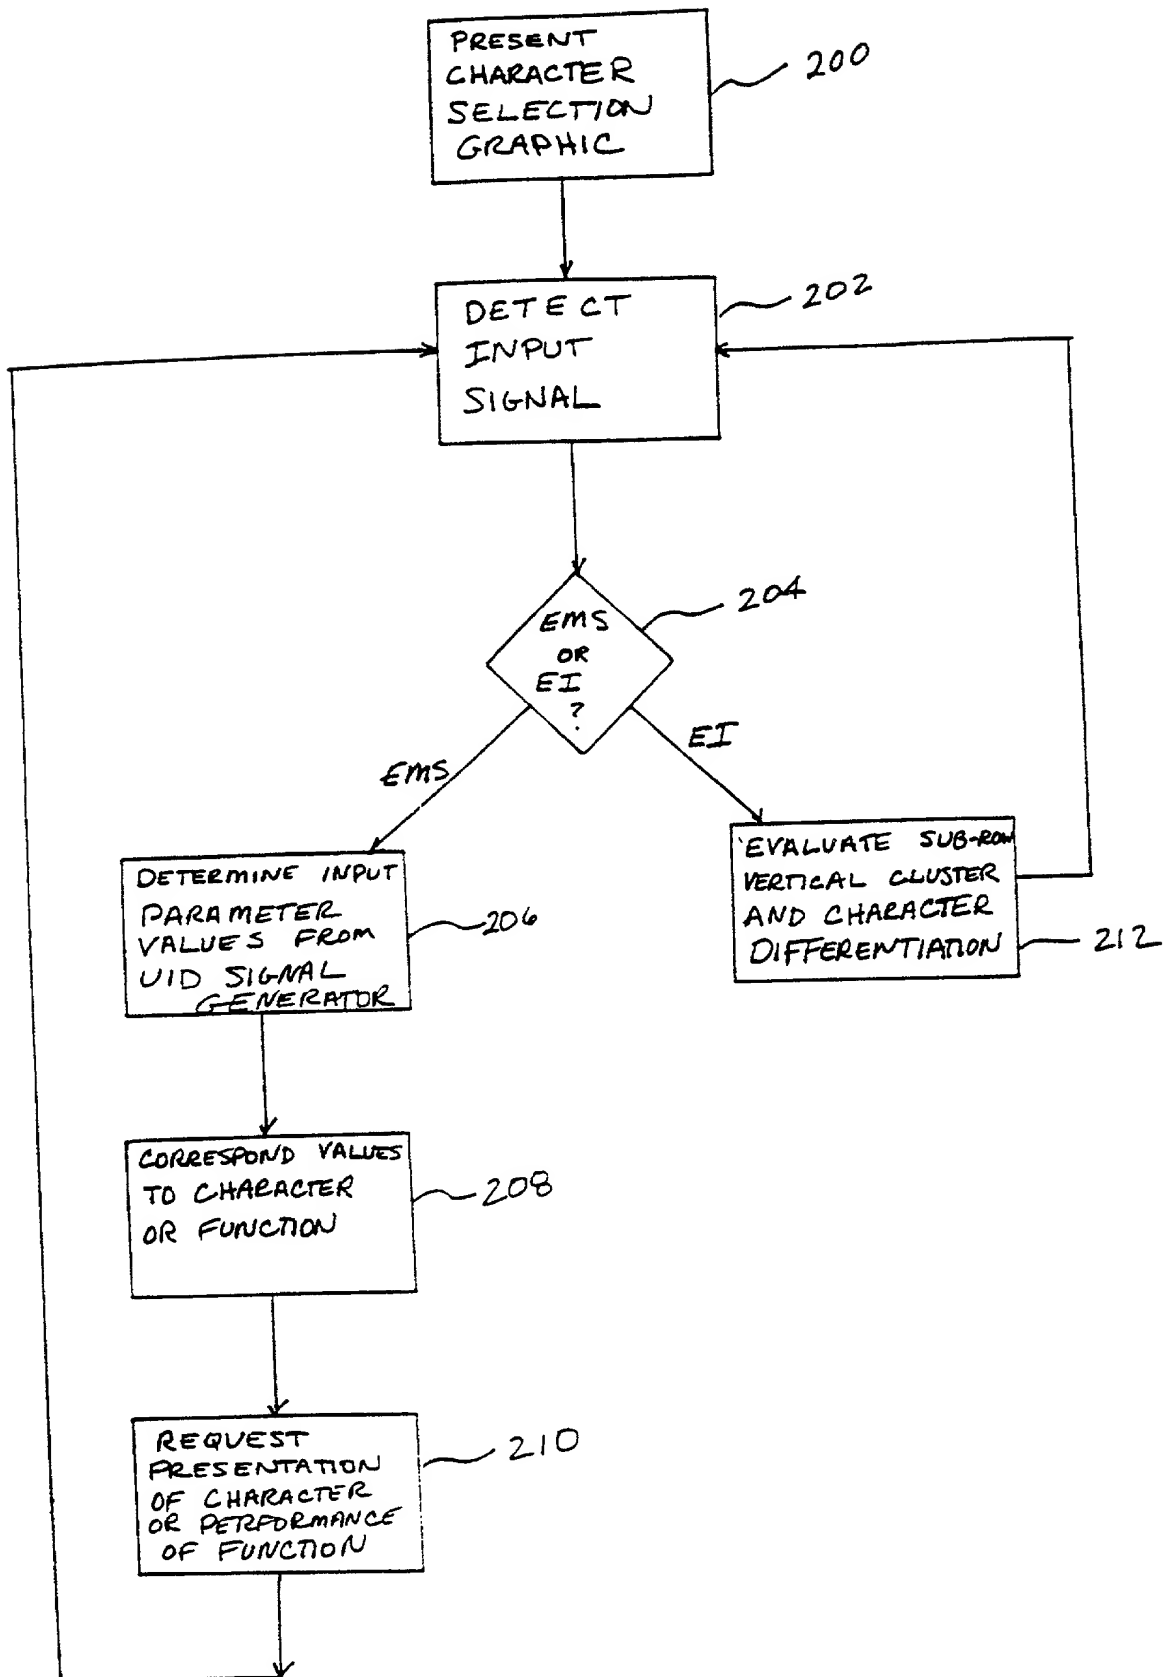 PRESENT
CHARACTER
SELECTION
GRAPHIC
200
DETECT
INPUT
SIGNAL
202
EMS
OR
EI
?
204
EMS
EI
DETERMINE INPUT
PARAMETER
VALUES FROM
UID SIGNAL
GENERATOR
206
EVALUATE SUB-ROW
VERTICAL CLUSTER
AND CHARACTER
DIFFERENTIATION
212
CORRESPOND VALUES
TO CHARACTER
OR FUNCTION
208
REQUEST
PRESENTATION
OF CHARACTER
OR PERFORMANCE
OF FUNCTION
210